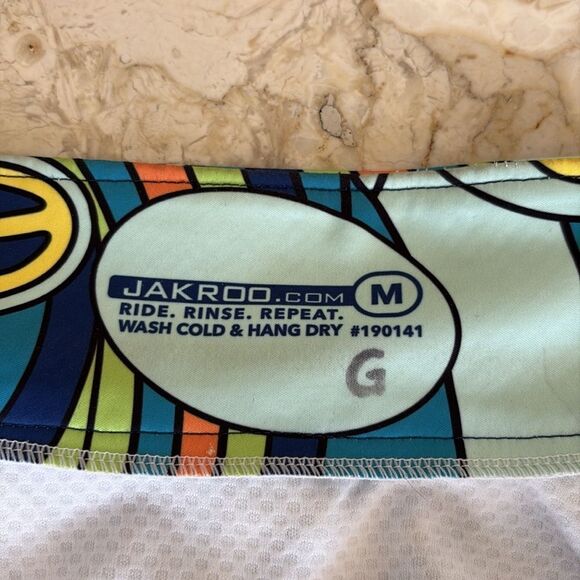 JAKROO.COM M
RIDE. RINSE. REPEAT.
WASH COLD & HANG DRY #190141
G